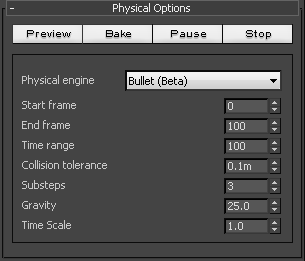 - Physical Options
Preview Bake Pause Stop
Physical engine Bullet (Beta)
Start frame 0
End frame 100
Time range 100
Collision tolerance 0.1m
Substeps 3
Gravity 25.0
Time Scale 1.0